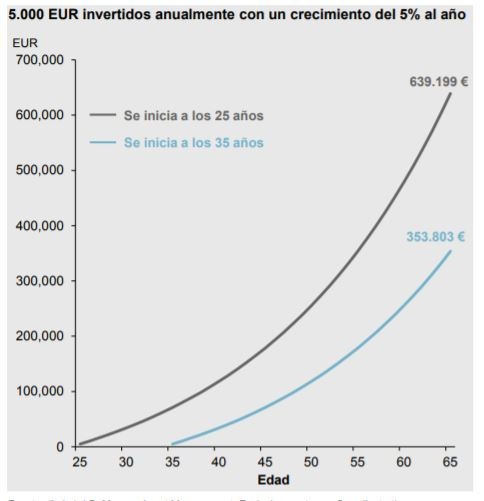 5.000 EUR invertidos anualmente con un crecimiento del 5% al año
EUR
700,000
600,000
500,000
400,000
300,000
200,000
100,000
0
639.199 €
Se inicia a los 25 años
Se inicia a los 35 años
353.803 €
25 30 35 40 45 50 55 60 65
Edad